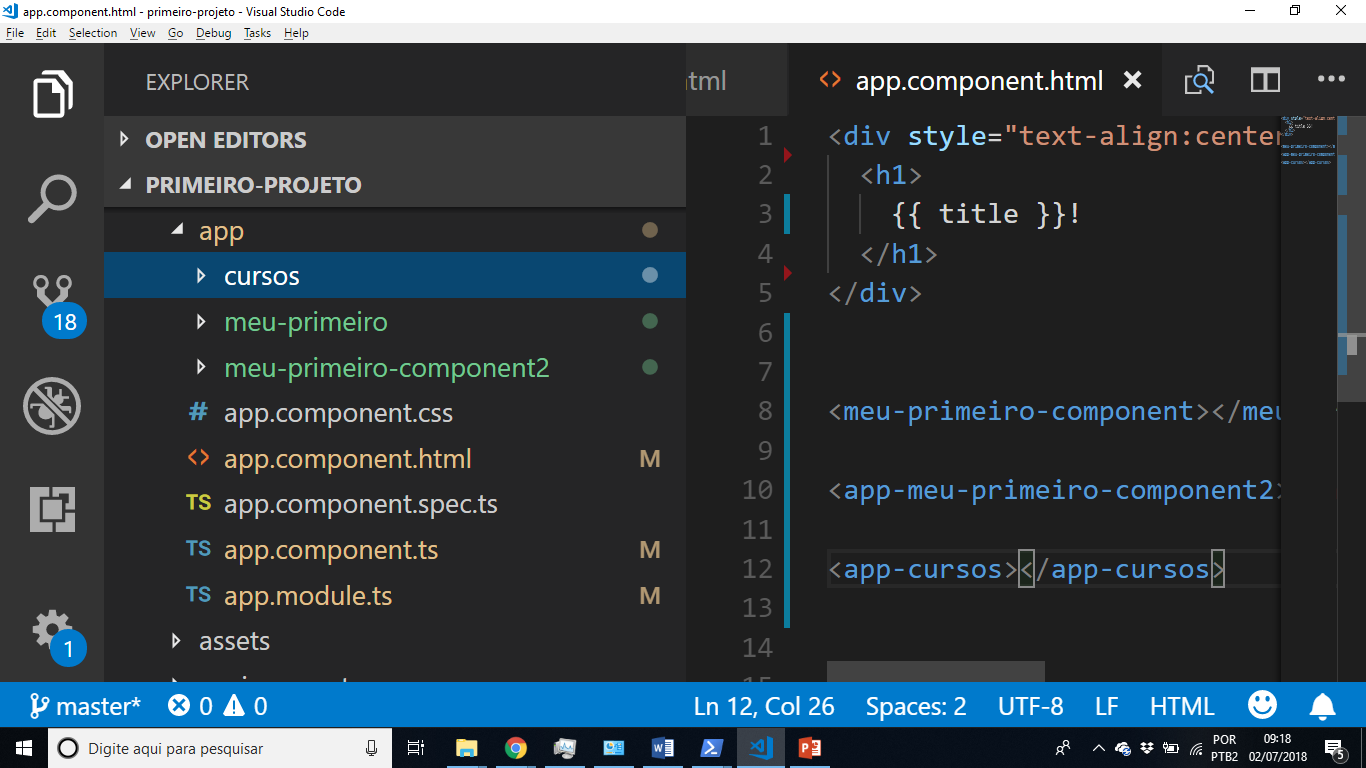 app.component.html - primeiro-projeto - Visual Studio Code
File Edit Selection View Go Debug Tasks Help
EXPLORER
OPEN EDITORS
PRIMEIRO-PROJETO
app
cursos
meu-primeiro
meu-primeiro-component2
# app.component.css
<> app.component.html M
TS app.component.spec.ts
TS app.component.ts M
TS app.module.ts M
assets
18
1
tml <> app.component.html
1 <div style="text-align:cente
2 <h1>
3 {{ title }}!
4 </h1>
5 </div>
6
7
8 <meu-primeiro-component></meu
9
10 <app-meu-primeiro-component2>
11
12 <app-cursos></app-cursos>
13
14
master* 0 0 Ln 12, Col 26 Spaces: 2 UTF-8 LF HTML
Digite aqui para pesquisar
POR
PTB2
09:18
02/07/2018
5